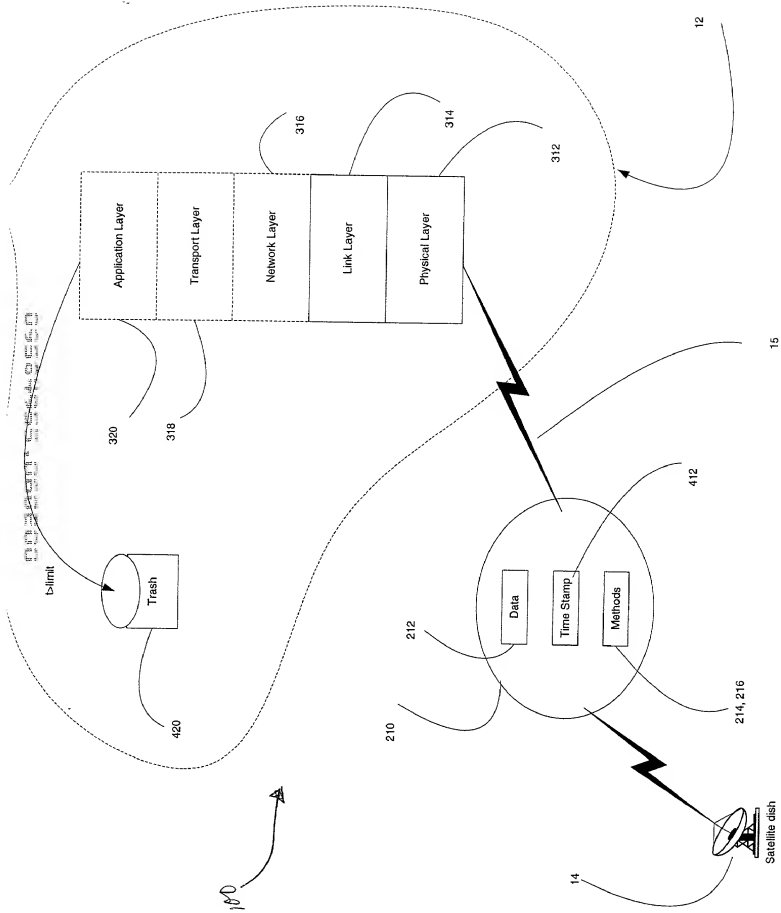 Application Layer
Transport Layer
Network Layer
Link Layer
Physical Layer
316
314
312
12
320
318
15
t>limit
Trash
420
Data
Time Stamp
Methods
212
412
210
214, 216
14
Satellite dish